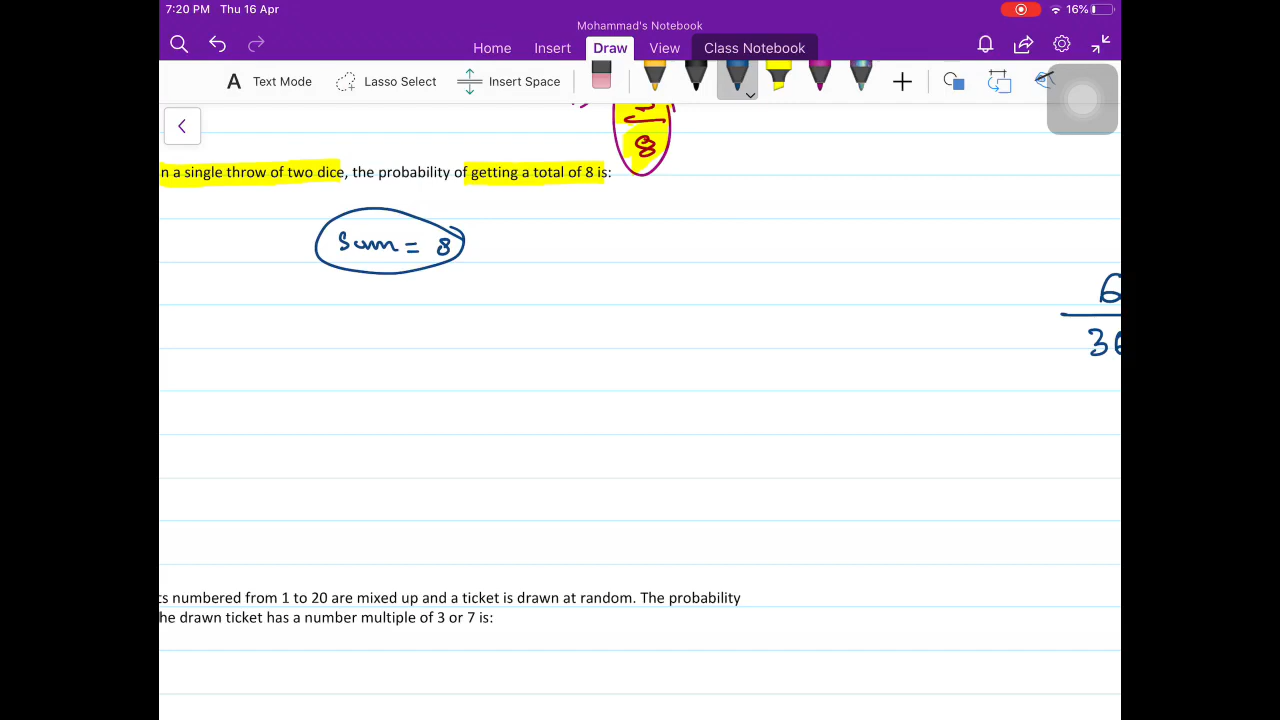 7:20 PM Thu 16 Apr
16%
Mohammad's Notebook
Home Insert Draw View Class Notebook
A Text Mode Lasso Select Insert Space
8
n a single throw of two dice, the probability of getting a total of 8 is:
Sum = 8
6
36
ts numbered from 1 to 20 are mixed up and a ticket is drawn at random. The probability
he drawn ticket has a number multiple of 3 or 7 is: